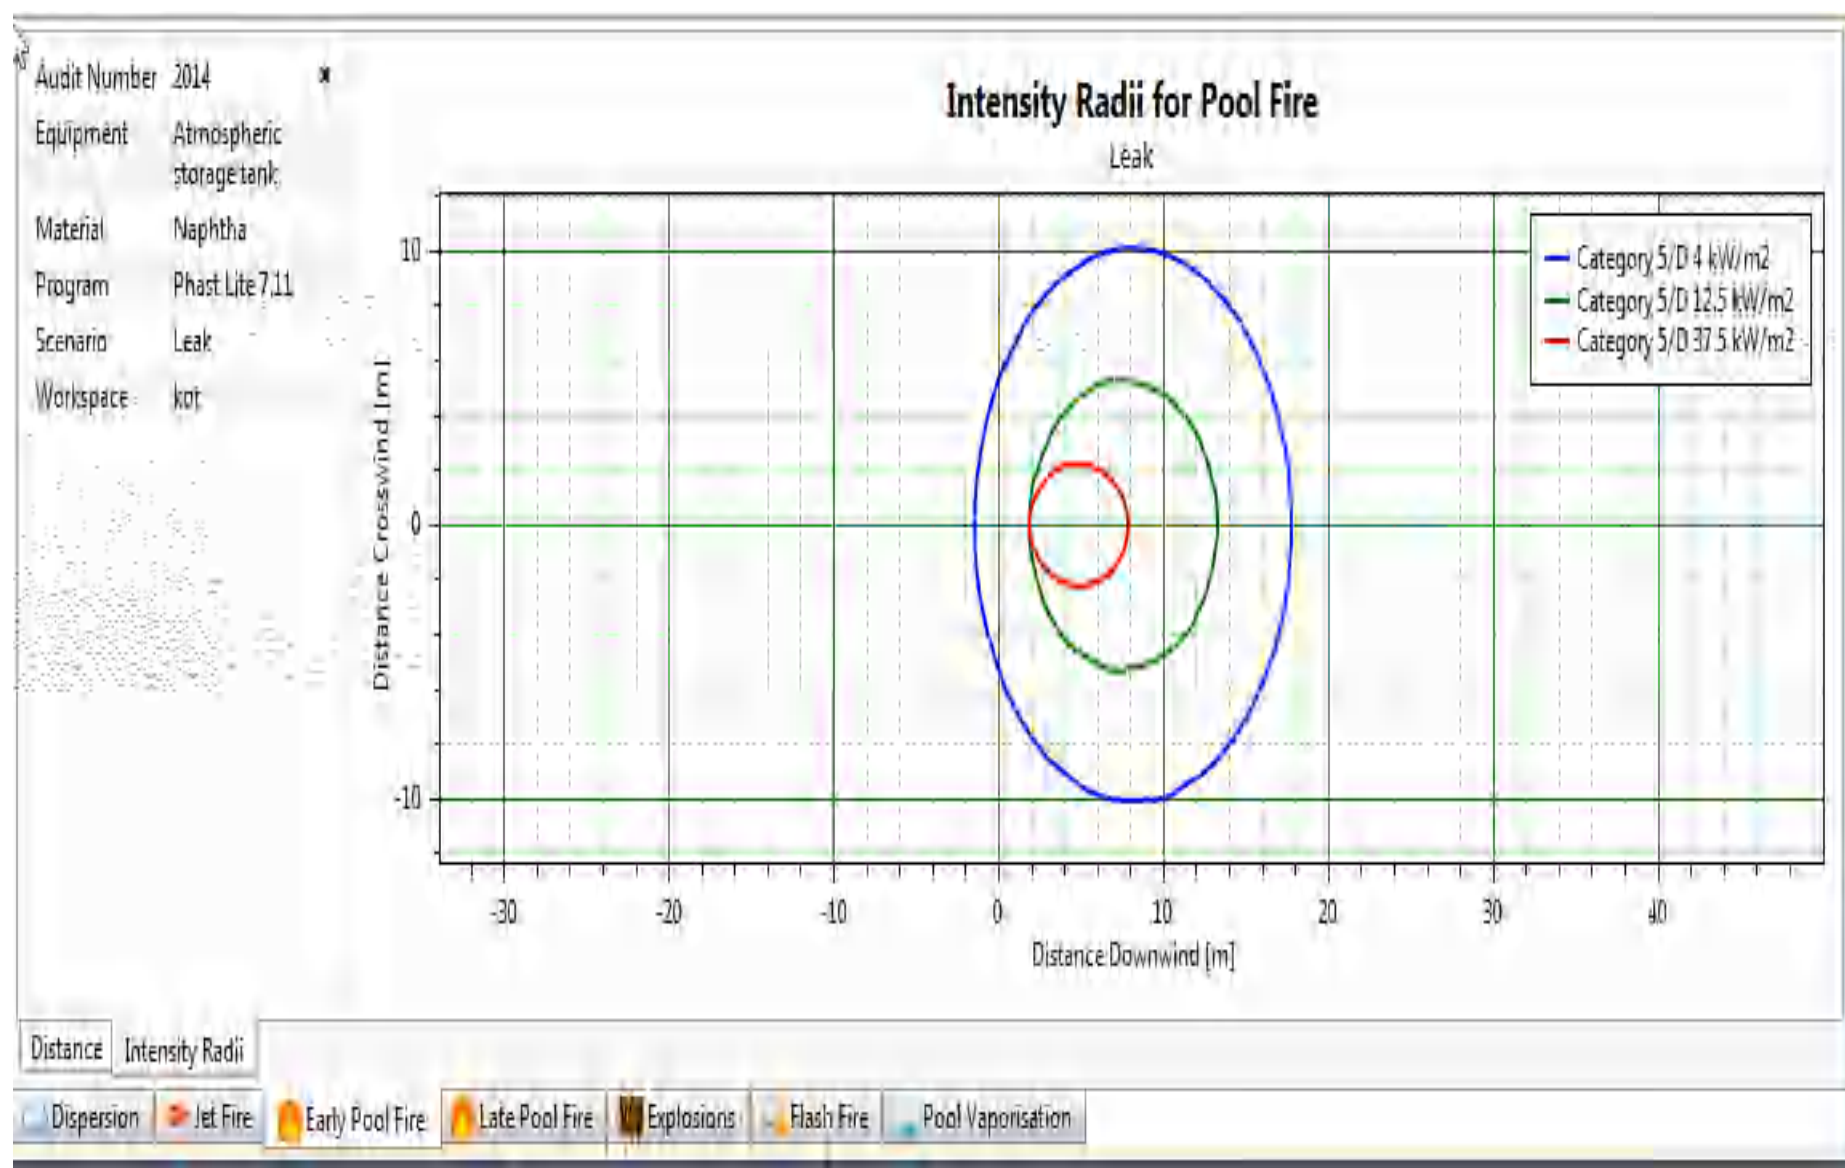 Audit Number 2014
Equipment Atmospheric
storage tank
Material Naphtha
Program Phast Lite 7.11
Scenario Leak
Workspace kot
Intensity Radii for Pool Fire
Leak
Category 5/D 4 kW/m2
Category 5/D 12.5 kW/m2
Category 5/D 37.5 kW/m2
Distance Crosswind [m]
10
0
-10
-30 -20 -10 0 10 20 30 40
Distance Downwind [m]
Distance Intensity Radii
Dispersion Jet Fire Early Pool Fire Late Pool Fire Explosions Flash Fire Pool Vaporisation